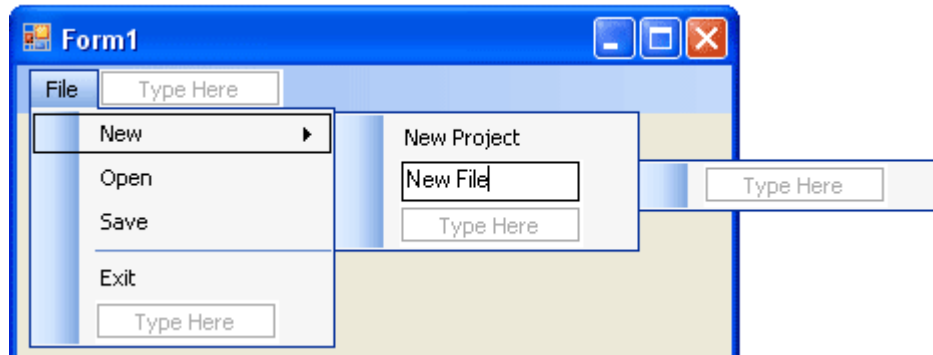 Form1
File Type Here
New New Project
Open New File Type Here
Save Type Here
Exit
Type Here